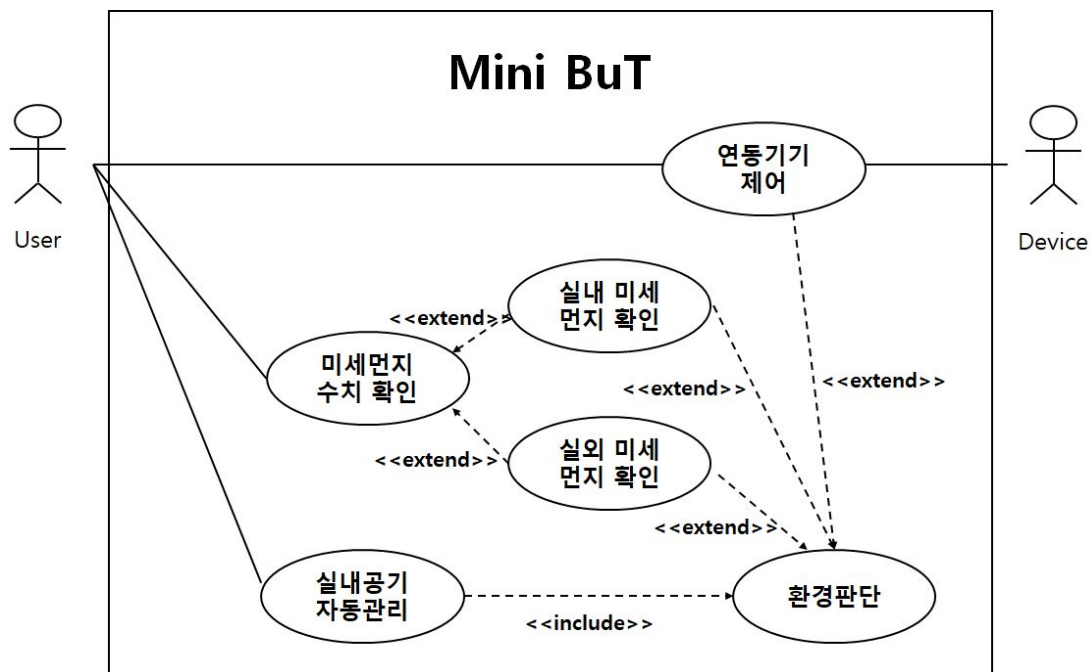 Mini BuT
연동기기
제어
User
Device
실내 미세
먼지 확인
<<extend>>
미세먼지
수치 확인
<<extend>>
<<extend>>
실외 미세
먼지 확인
<<extend>>
<<extend>>
실내공기
자동관리
환경판단
<<include>>